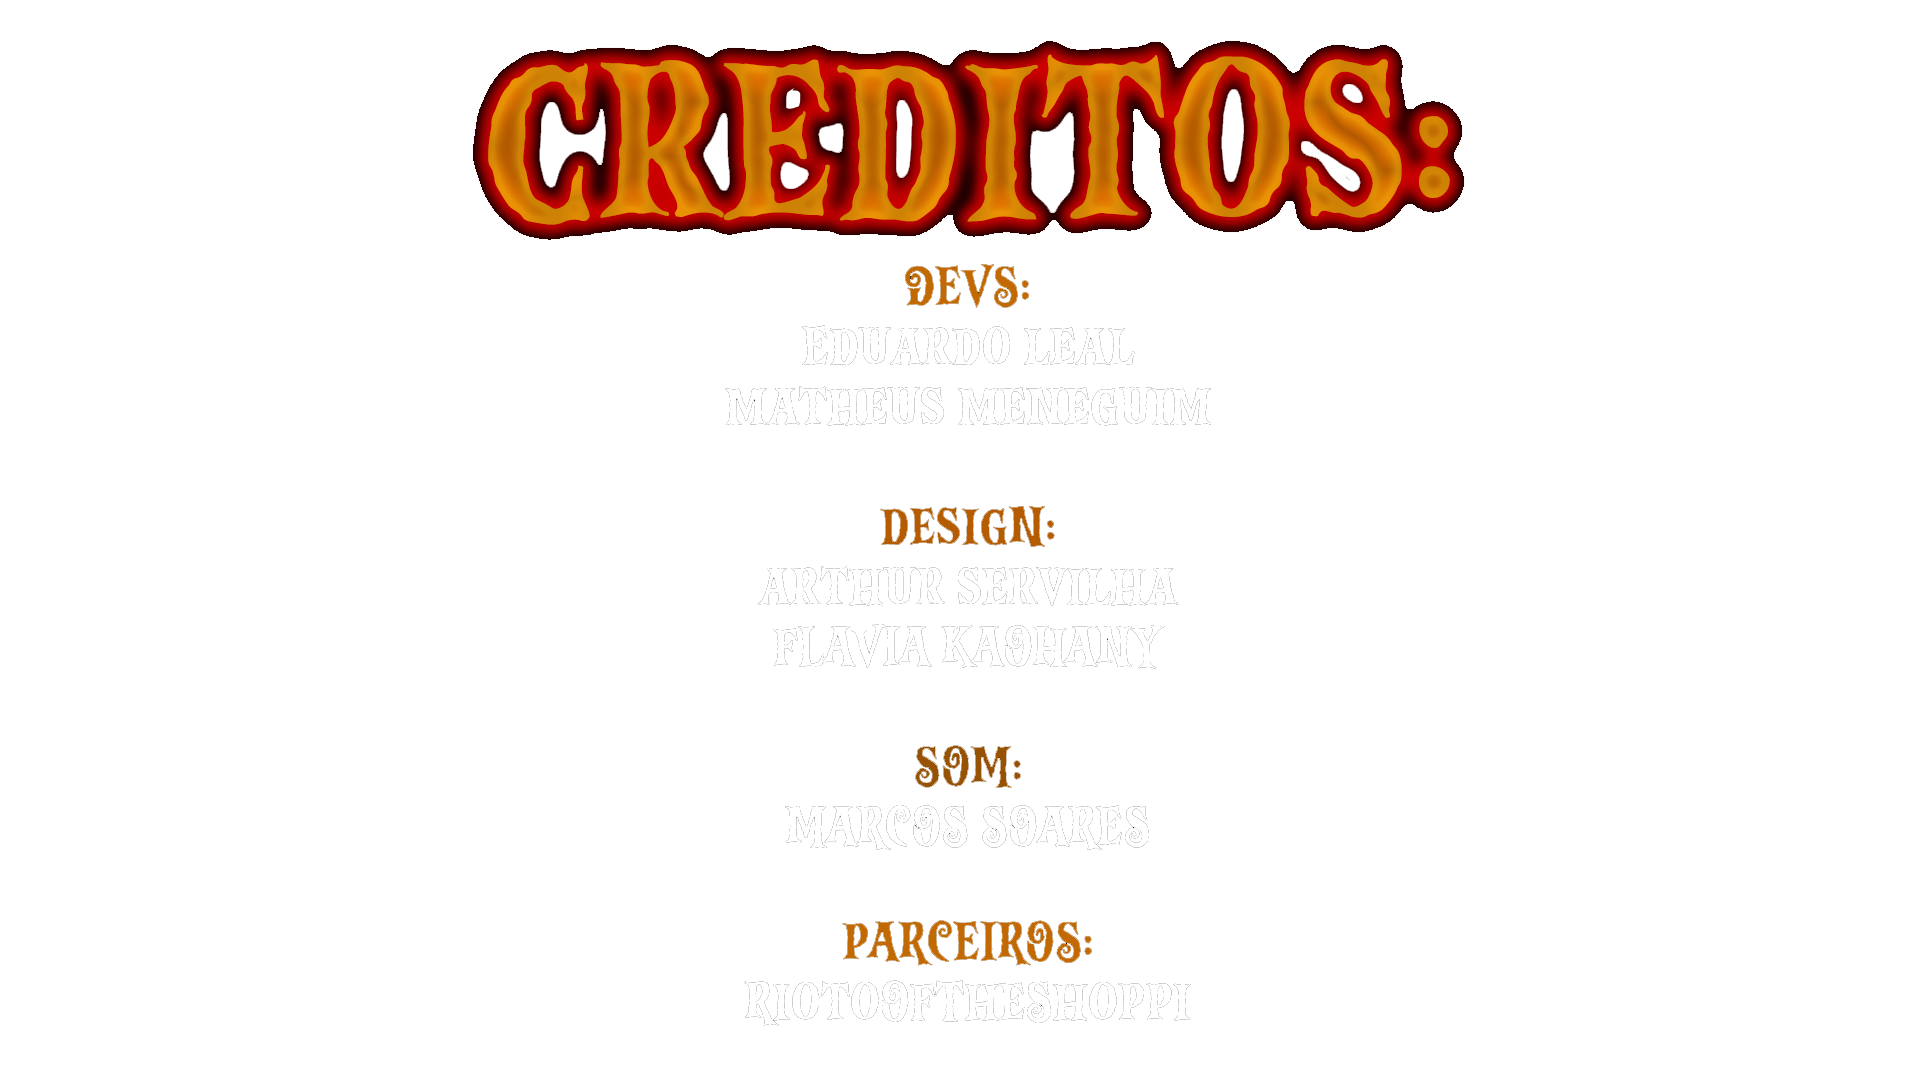 CREDITOS:
DEVS:
EDUARDO LEAL
MATHEUS MENEGUIM
DESIGN:
ARTHUR SERVILHA
FLAVIA KAOHANY
SOM:
MARCOS SOARES
PARCEIROS:
RIOTOOFTHESHOPPI